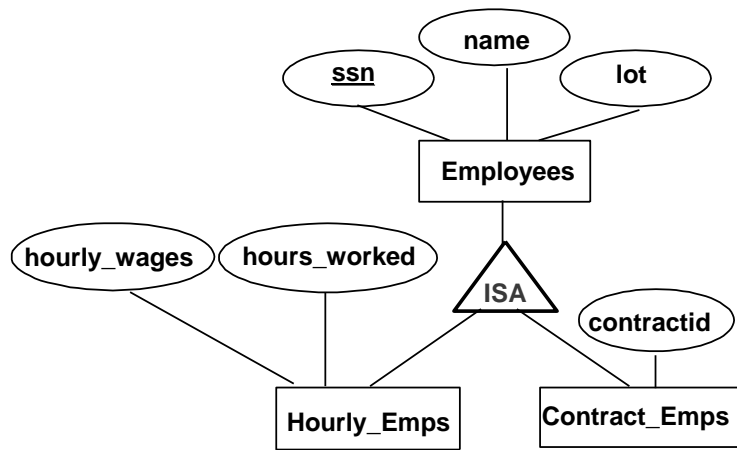 name
ssn
lot
Employees
hourly_wages
hours_worked
ISA
contractid
Hourly_Emps
Contract_Emps